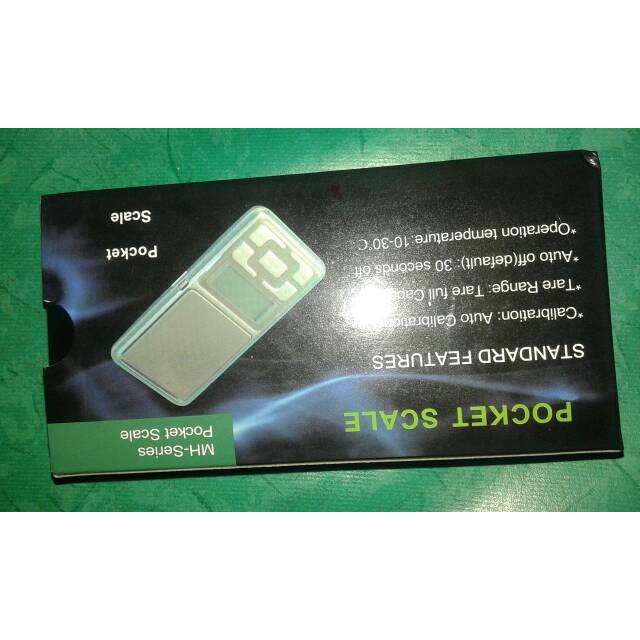 POCKET SCALE
STANDARD FEATURES
*Calibration: Auto Calibration
*Tare Range: Tare full
*Auto off(default): 30 seconds off
*Operation temperature:10-30°C
MH-Series
Pocket Scale
Pocket
Scale